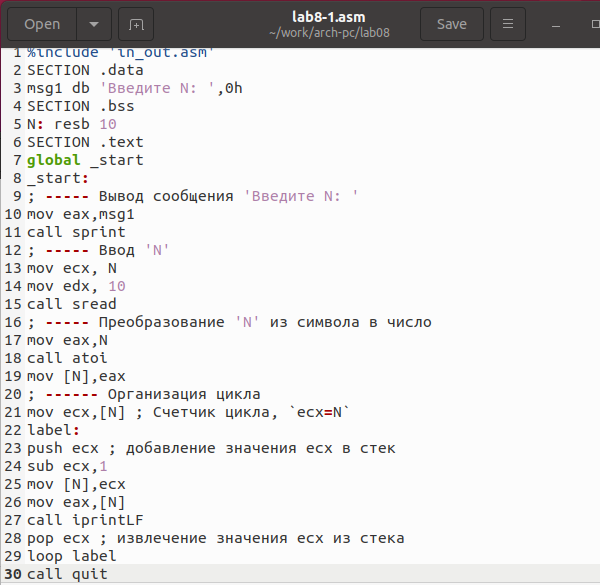 Open
lab8-1.asm
~/work/arch-pc/lab08
Save
1 %include 'in_out.asm'
2 SECTION .data
3 msg1 db 'Введите N: ',0h
4 SECTION .bss
5 N: resb 10
6 SECTION .text
7 global _start
8 _start:
9 ; ----- Вывод сообщения 'Введите N: '
10 mov eax,msg1
11 call sprint
12 ; ----- Ввод 'N'
13 mov ecx, N
14 mov edx, 10
15 call sread
16 ; ----- Преобразование 'N' из символа в число
17 mov eax,N
18 call atoi
19 mov [N],eax
20 ; ------ Организация цикла
21 mov ecx,[N] ; Счетчик цикла, `ecx=N`
22 label:
23 push ecx ; добавление значения ecx в стек
24 sub ecx,1
25 mov [N],ecx
26 mov eax,[N]
27 call iprintLF
28 pop ecx ; извлечение значения ecx из стека
29 loop label
30 call quit